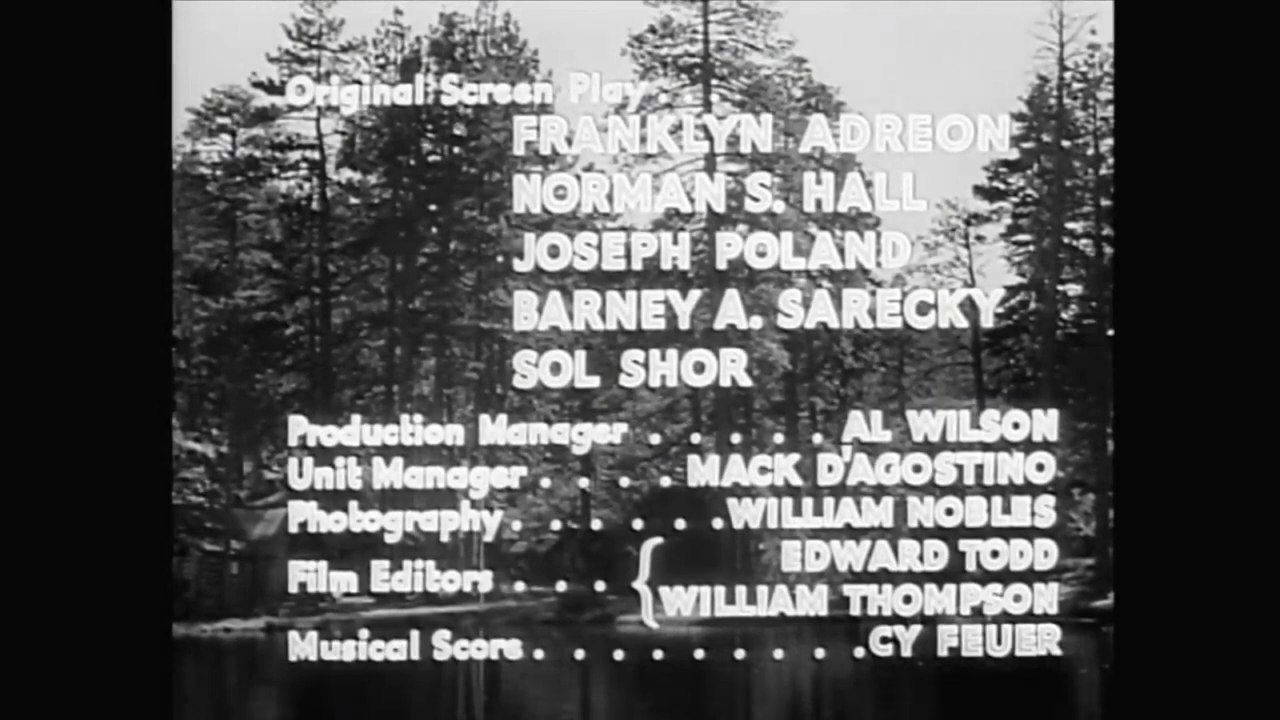 Original Screen Play . .
FRANKLYN ADREON
NORMAN S. HALL
JOSEPH POLAND
BARNEY A. SARECKY
SOL SHOR
Production Manager . . . . . AL WILSON
Unit Manager . . . . MACK D'AGOSTINO
Photography . . . . . . WILLIAM NOBLES
Film Editors . . . { EDWARD TODD
WILLIAM THOMPSON
Musical Score . . . . . . . . . CY FEUER